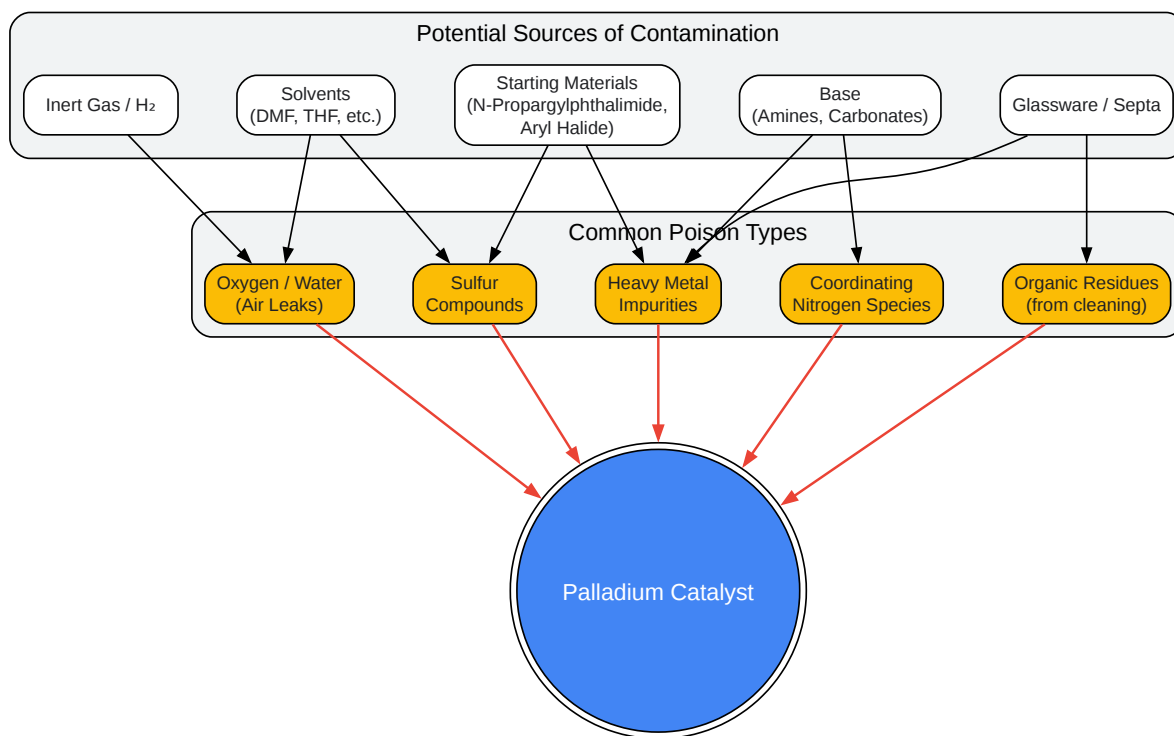 Potential Sources of Contamination
Inert Gas / H₂
Solvents
(DMF, THF, etc.)
Starting Materials
(N-Propargylphthalimide,
Aryl Halide)
Base
(Amines, Carbonates)
Glassware / Septa
Common Poison Types
Oxygen / Water
(Air Leaks)
Sulfur
Compounds
Heavy Metal
Impurities
Coordinating
Nitrogen Species
Organic Residues
(from cleaning)
Palladium Catalyst